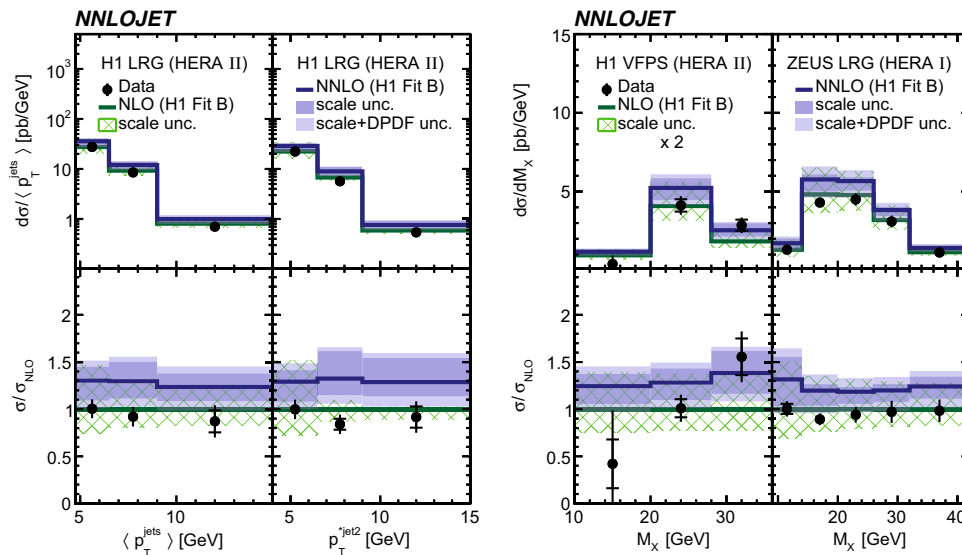 NNLOJET
dσ/⟨ p_T^jets ⟩ [pb/GeV]
10³
10²
10
1
H1 LRG (HERA II)
Data
NLO (H1 Fit B)
scale unc.
H1 LRG (HERA II)
NNLO (H1 Fit B)
scale unc.
scale+DPDF unc.
σ/σ_NLO
2
1.5
1
0.5
0
5 10
5 10 15
⟨ p_T^jets ⟩ [GeV]
p_T^*jet2 [GeV]
NNLOJET
dσ/dM_X [pb/GeV]
15
10
5
H1 VFPS (HERA II)
Data
NLO (H1 Fit B)
scale unc.
x 2
ZEUS LRG (HERA I)
NNLO (H1 Fit B)
scale unc.
scale+DPDF unc.
σ/σ_NLO
2
1.5
1
0.5
0
10 20 30
20 30 40
M_X [GeV]
M_X [GeV]